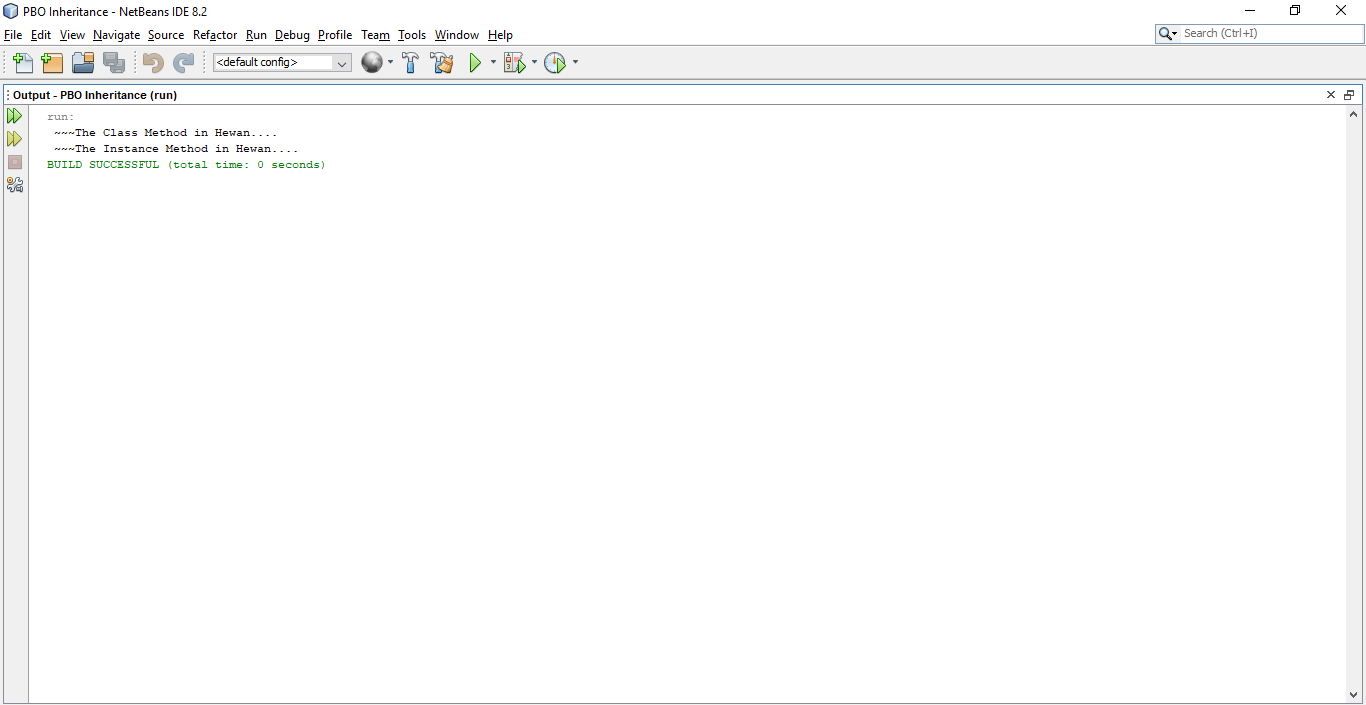 PBO Inheritance - NetBeans IDE 8.2
File Edit View Navigate Source Refactor Run Debug Profile Team Tools Window Help
Search (Ctrl+I)
<default config>
Output - PBO Inheritance (run)
run:
~~~The Class Method in Hewan....
~~~The Instance Method in Hewan....
BUILD SUCCESSFUL (total time: 0 seconds)